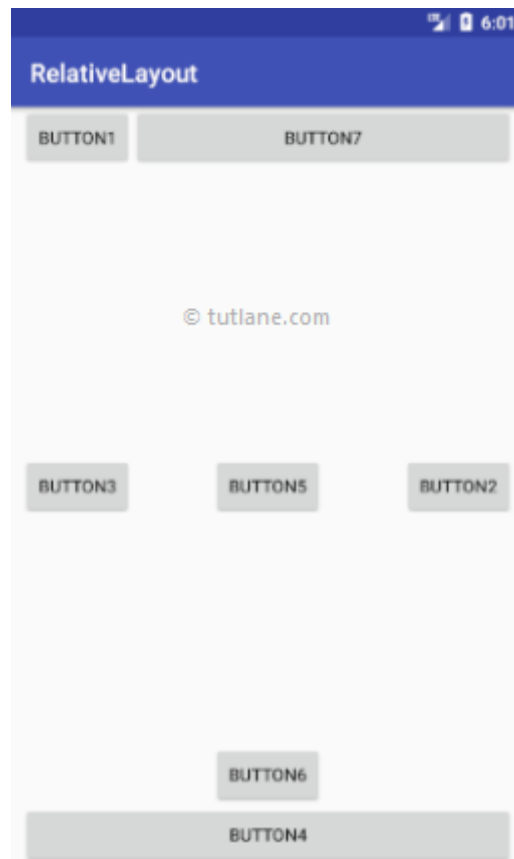 6:01
RelativeLayout
BUTTON1 BUTTON7
© tutlane.com
BUTTON3 BUTTON5 BUTTON2
BUTTON6
BUTTON4